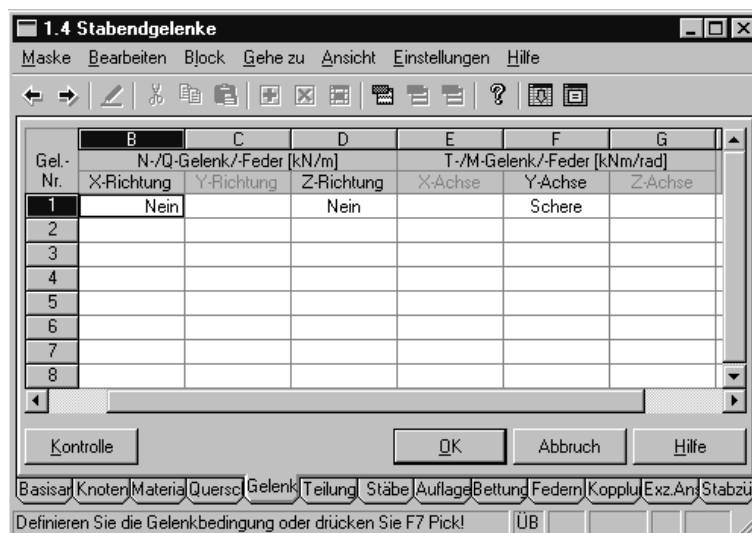 1.4 Stabendgelenke
Maske Bearbeiten Block Gehe zu Ansicht Einstellungen Hilfe
B C D E F G
Gel.- N-/Q-Gelenk/-Feder [kN/m] T-/M-Gelenk/-Feder [kNm/rad]
Nr. X-Richtung Y-Richtung Z-Richtung X-Achse Y-Achse Z-Achse
1 Nein Nein Schere
2
3
4
5
6
7
8
Kontrolle OK Abbruch Hilfe
Basisar Knoten Materia Quersc Gelenk Teilung Stäbe Auflage Bettung Federn Kopplu Exz.An Stabzü
Definieren Sie die Gelenkbedingung oder drücken Sie F7 Pick! ÜB